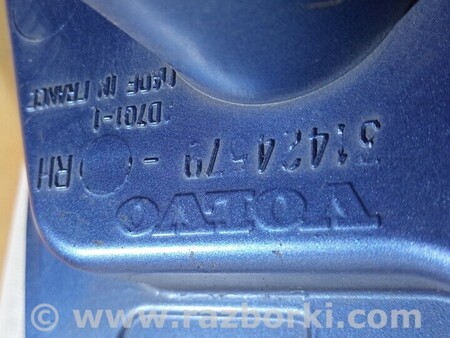 VOLVO
31424579 - RH
D701-1
MADE IN FRANCE
© www.razborki.com